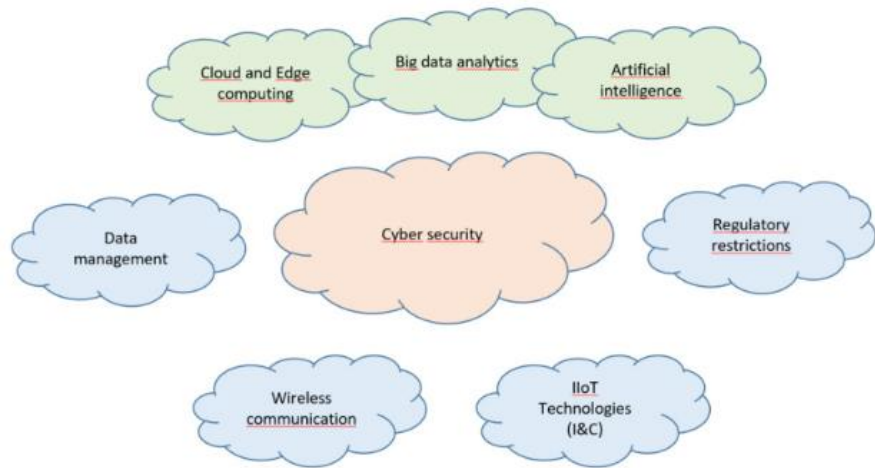 Cloud and Edge
computing
Big data analytics
Artificial
intelligence
Data
management
Cyber security
Regulatory
restrictions
Wireless
communication
IIoT
Technologies
(I&C)